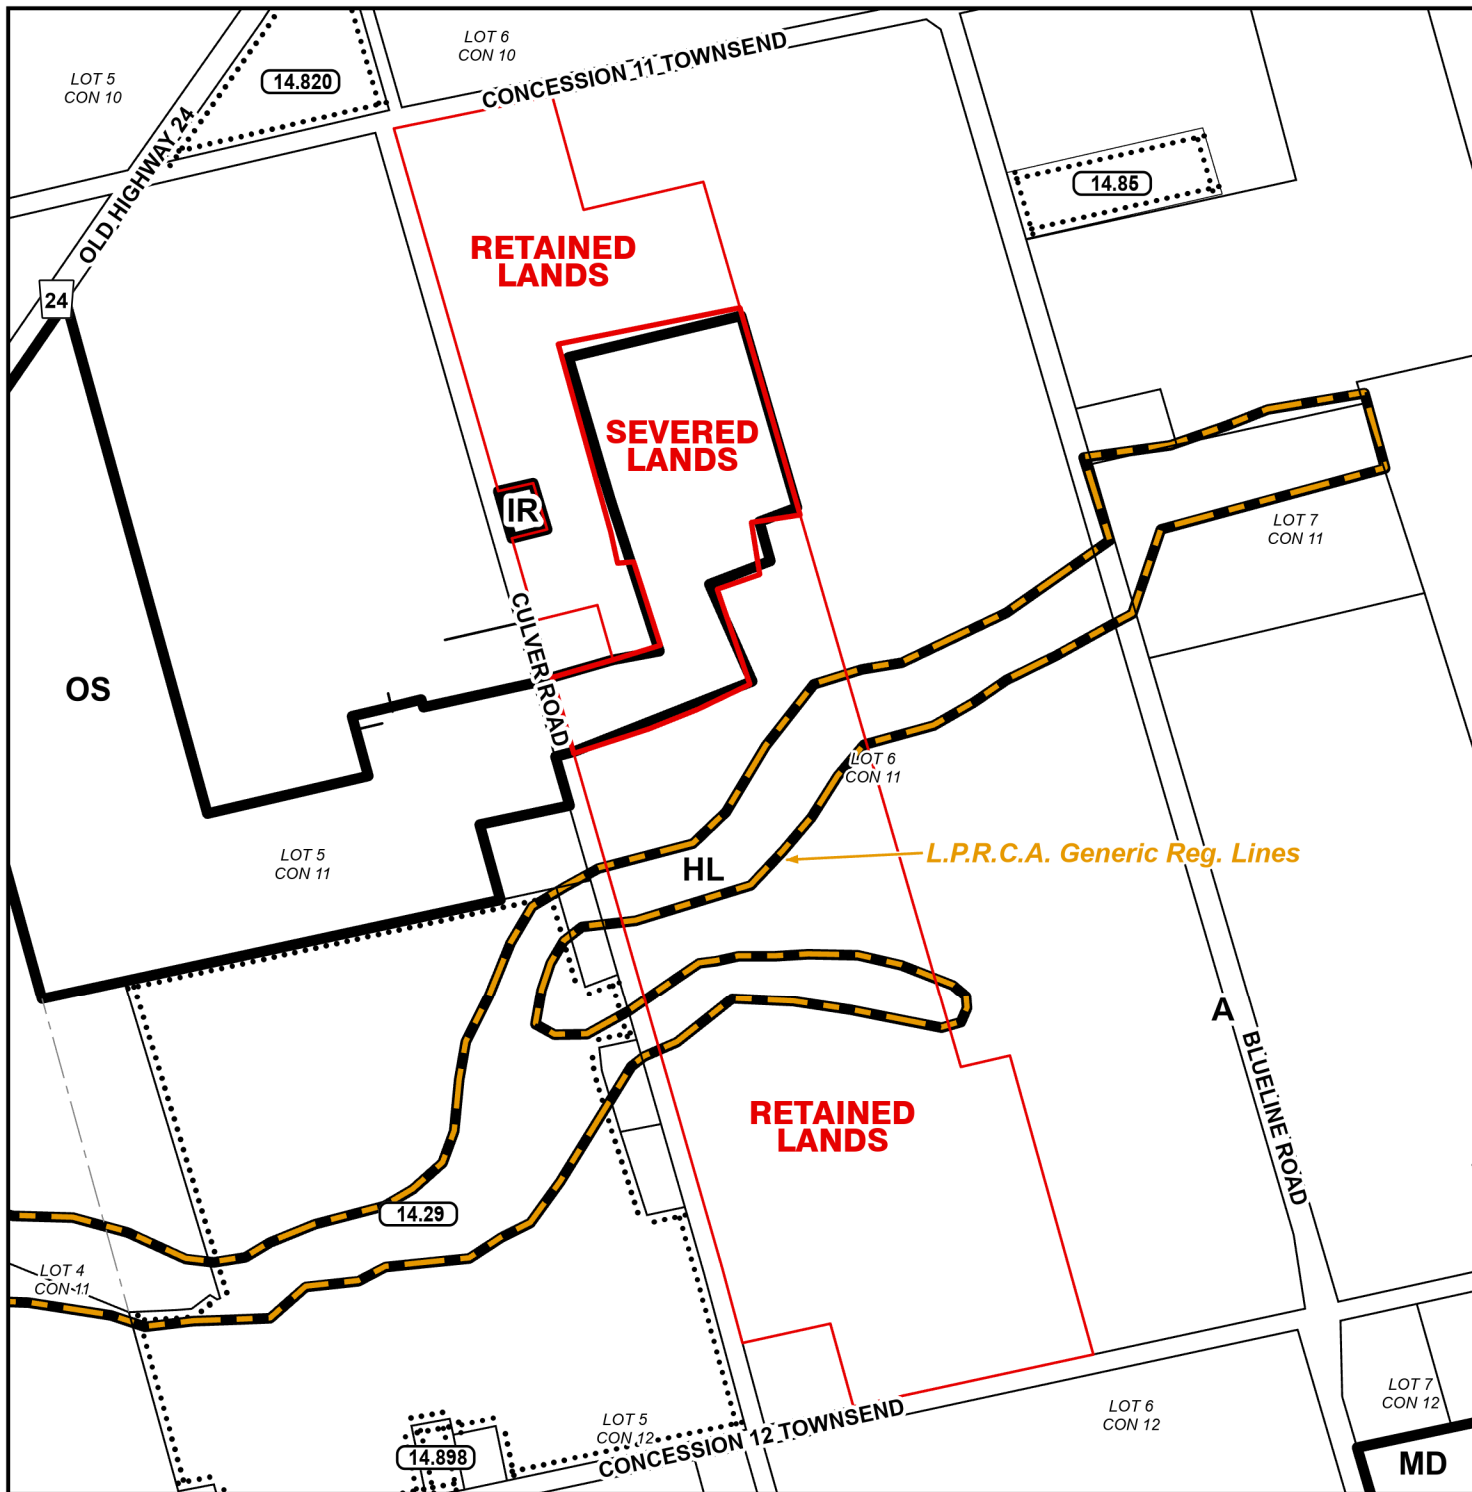 LOT 6
CON 10
CONCESSION 11 TOWNSEND
LOT 5
CON 10
14.820
OLD HIGHWAY 24
14.85
24
RETAINED
LANDS
SEVERED
LANDS
IR
LOT 7
CON 11
CULVER ROAD
OS
LOT 6
CON 11
LOT 5
CON 11
HL
L.P.R.C.A. Generic Reg. Lines
A
BLUELINE ROAD
RETAINED
LANDS
14.29
LOT 4
CON 11
LOT 5
CON 12
CONCESSION 12 TOWNSEND
LOT 6
CON 12
LOT 7
CON 12
14.898
MD